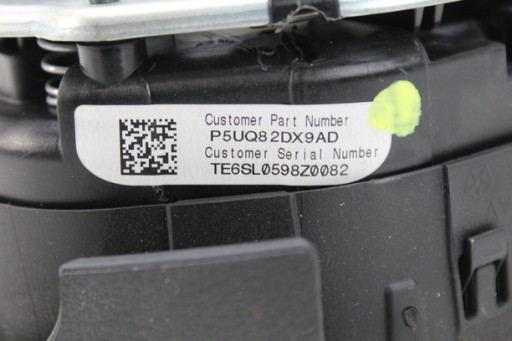 Customer Part Number
P5UQ82DX9AD
Customer Serial Number
TE6SL0598Z0082